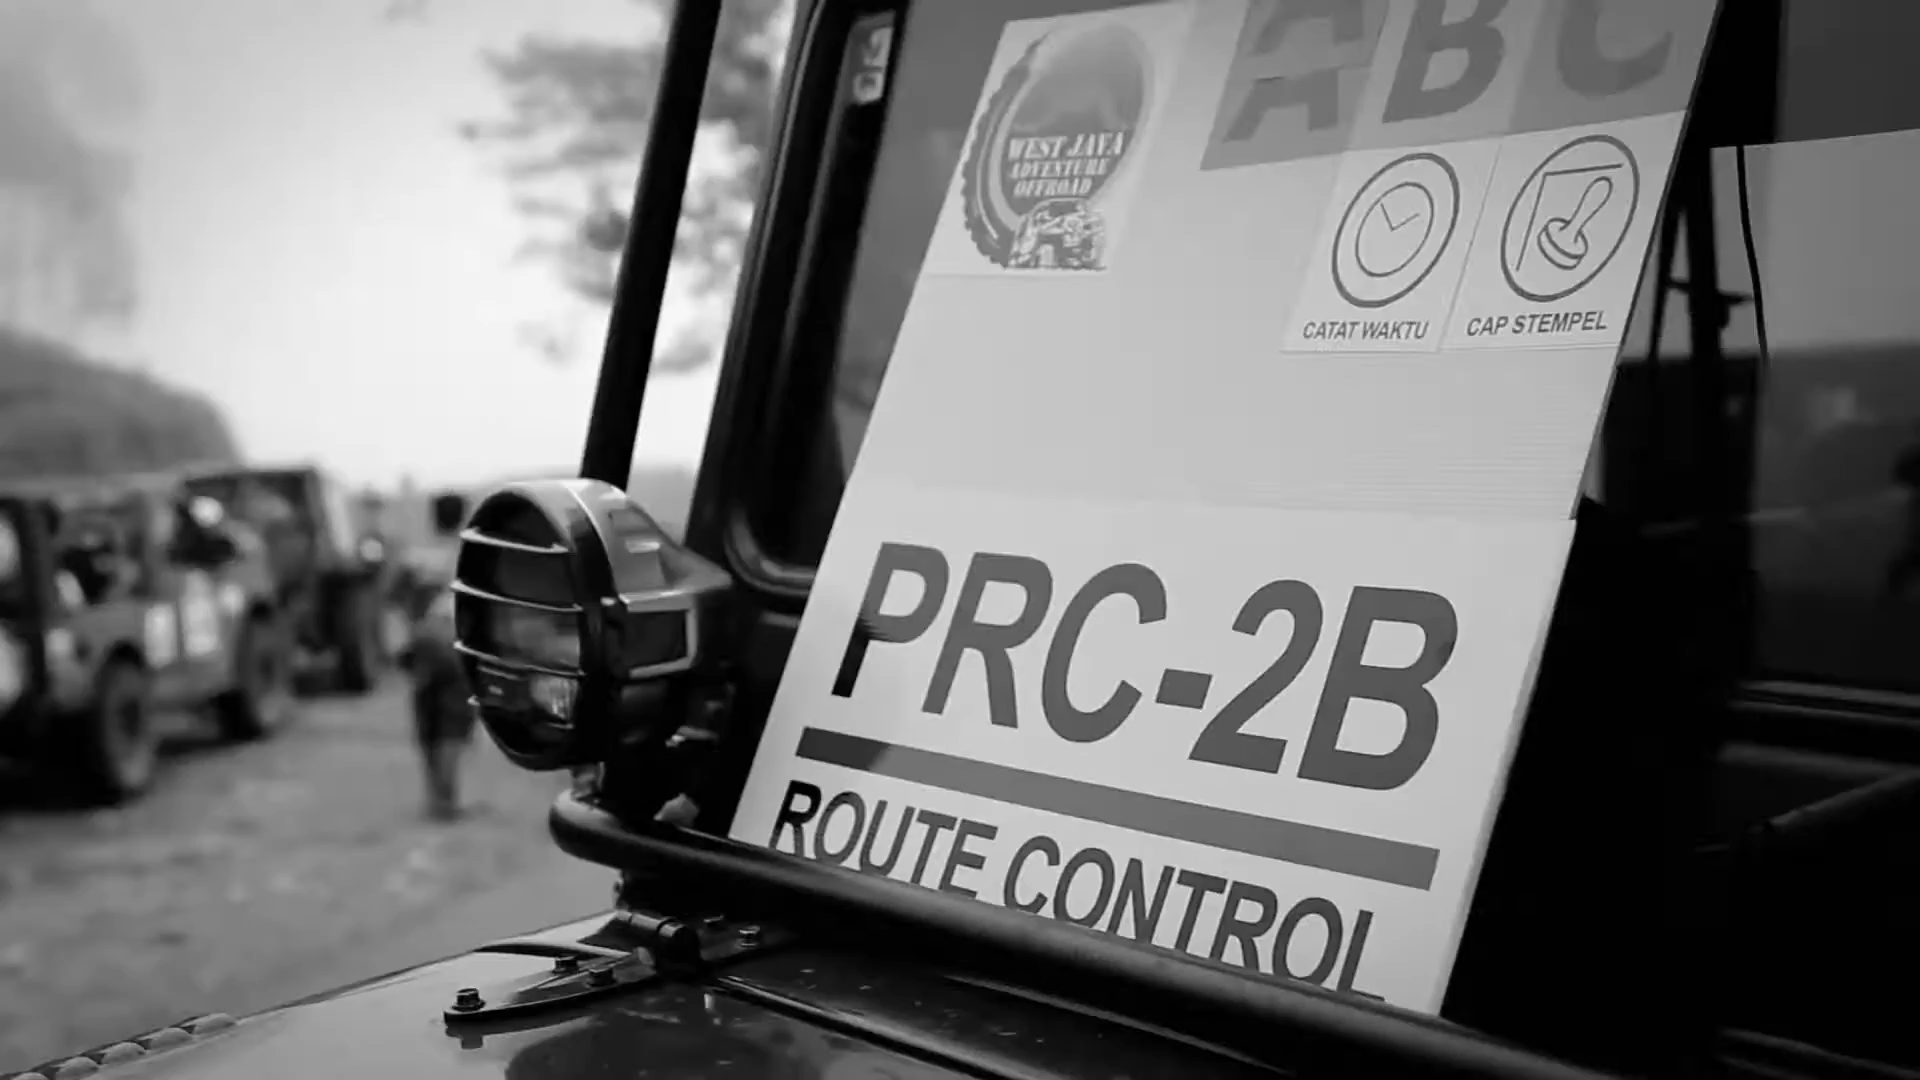 ABC
WEST JAVA
ADVENTURE
OFFROAD
CATAT WAKTU
CAP STEMPEL
PRC-2B
ROUTE CONTROL